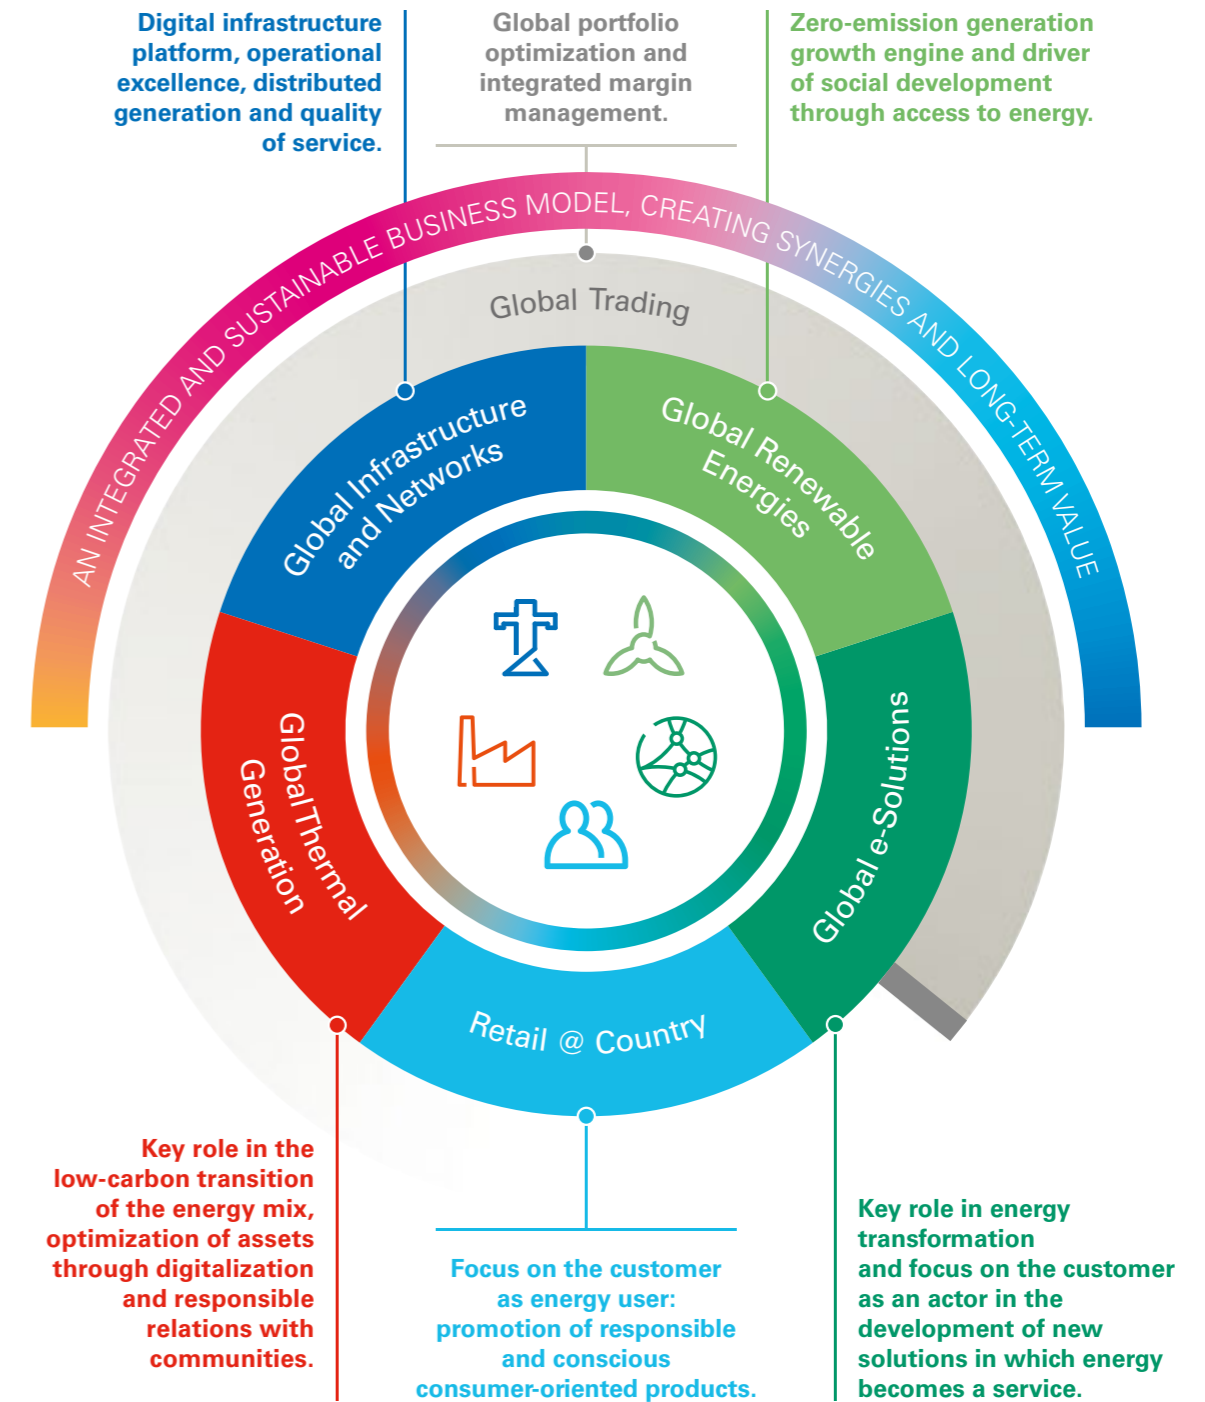 Digital infrastructure
platform, operational
excellence, distributed
generation and quality
of service.
Global portfolio
optimization and
integrated margin
management.
Zero-emission generation
growth engine and driver
of social development
through access to energy.
AN INTEGRATED AND SUSTAINABLE BUSINESS MODEL, CREATING SYNERGIES AND LONG-TERM VALUE
Global Trading
Global Infrastructure
and Networks
Global Renewable
Energies
Global Thermal
Generation
Global e-Solutions
Retail @ Country
Key role in the
low-carbon transition
of the energy mix,
optimization of assets
through digitalization
and responsible
relations with
communities.
Focus on the customer
as energy user:
promotion of responsible
and conscious
consumer-oriented products.
Key role in energy
transformation
and focus on the customer
as an actor in the
development of new
solutions in which energy
becomes a service.